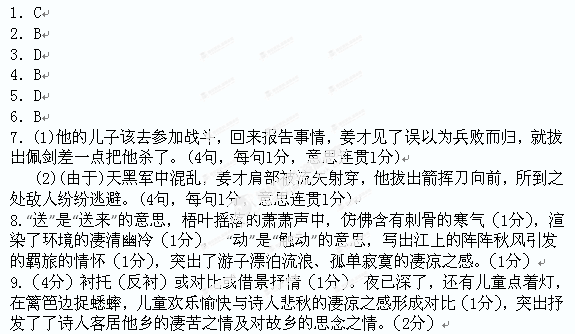 1. C
2. B
3. D
4. B
5. D
6. B
7. (1)他的儿子该去参加战斗，回来报告事情，姜才见了误以为兵败而归，就拔
出佩剑差一点把他杀了。(4句，每句1分，意思连贯1分)
(2)(由于)天黑军中混乱，姜才肩部被流矢射穿，他拔出箭挥刀向前，所到之
处敌人纷纷逃避。(4句，每句1分、意思连贯1分)
8.“送”是“送来”的意思，梧叶摇落的萧萧声中，仿佛含有刺骨的寒气（1分），渲
染了环境的凄清幽冷（1分）。 “动”是“触动”的意思，写出江上的阵阵秋风引发
的羁旅的情怀（1分），突出了游子漂泊流浪、孤单寂寞的凄凉之感。（1分）
9. （4分）衬托（反衬）或对比或借景抒情（1分）。夜已深了，还有儿童点着灯，
在篱笆边捉蟋蟀，儿童欢乐愉快与诗人悲秋的凄凉之感形成对比（1分），突出抒
发了了诗人客居他乡的凄苦之情及对故乡的思念之情。（2分）